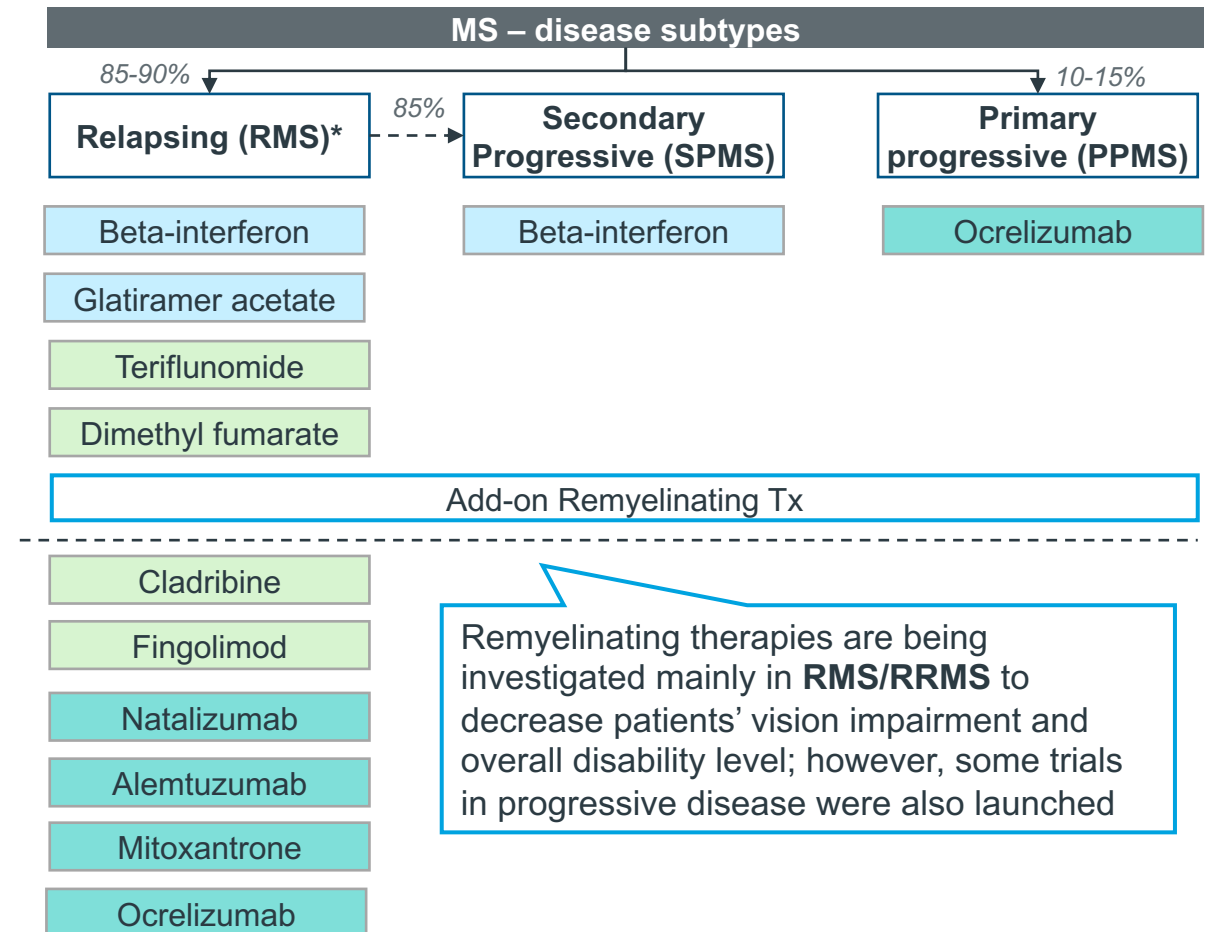 MS – disease subtypes
85-90%
10-15%
Relapsing (RMS)*
85%
Secondary
Progressive (SPMS)
Primary
progressive (PPMS)
Beta-interferon
Beta-interferon
Ocrelizumab
Glatiramer acetate
Teriflunomide
Dimethyl fumarate
Add-on Remyelinating Tx
Cladribine
Fingolimod
Natalizumab
Alemtuzumab
Mitoxantrone
Ocrelizumab
Remyelinating therapies are being
investigated mainly in RMS/RRMS to
decrease patients’ vision impairment and
overall disability level; however, some trials
in progressive disease were also launched